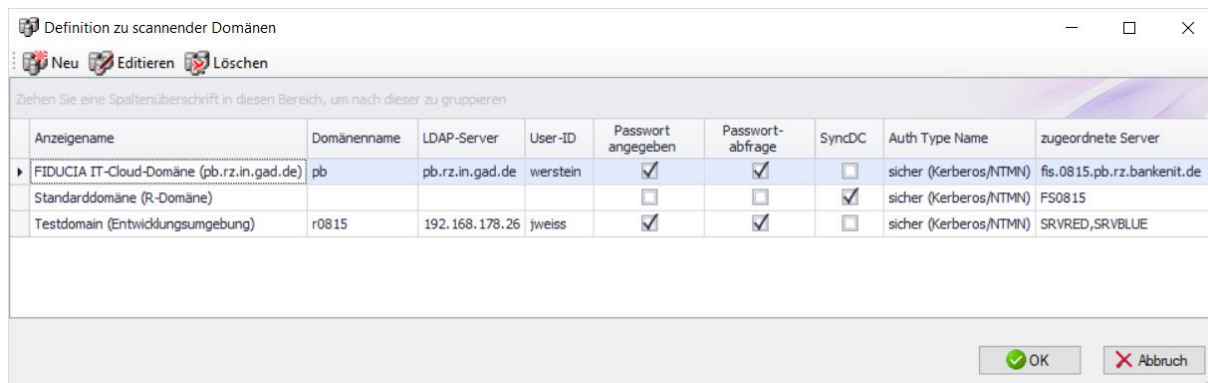 Definition zu scannender Domänen
Neu Editieren Löschen
Ziehen Sie eine Spaltenüberschrift in diesen Bereich, um nach dieser zu gruppieren
Anzeigename Domänenname LDAP-Server User-ID Passwort angegeben Passwort-abfrage SyncDC Auth Type Name zugeordnete Server
FIDUCIA IT-Cloud-Domäne (pb.rz.in.gad.de) pb pb.rz.in.gad.de werstein sicher (Kerberos/NTMN) fis.0815.pb.rz.bankenit.de
Standarddomäne (R-Domäne) sicher (Kerberos/NTMN) FS0815
Testdomain (Entwicklungsumgebung) r0815 192.168.178.26 jweiss sicher (Kerberos/NTMN) SRVRED,SRVBLUE
OK Abbruch